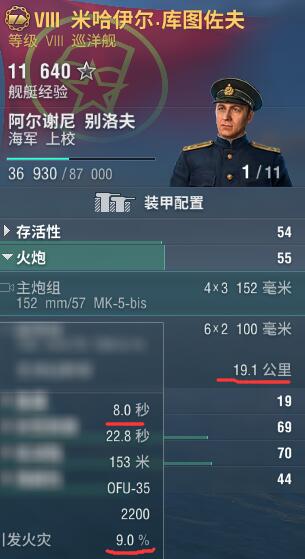 VIII 米哈伊尔·库图佐夫
等级 VIII 巡洋舰
11 640
舰艇经验
阿尔谢尼 别洛夫
海军 上校
36 930/87 000
1/11
装甲配置
存活性 54
火炮 55
主炮组 4×3 152 毫米
152 mm/57 MK-5-bis
6×2 100 毫米
19.1 公里
19
8.0 秒
69
22.8 秒
153 米
70
OFU-35
44
2200
发火灾 9.0 %